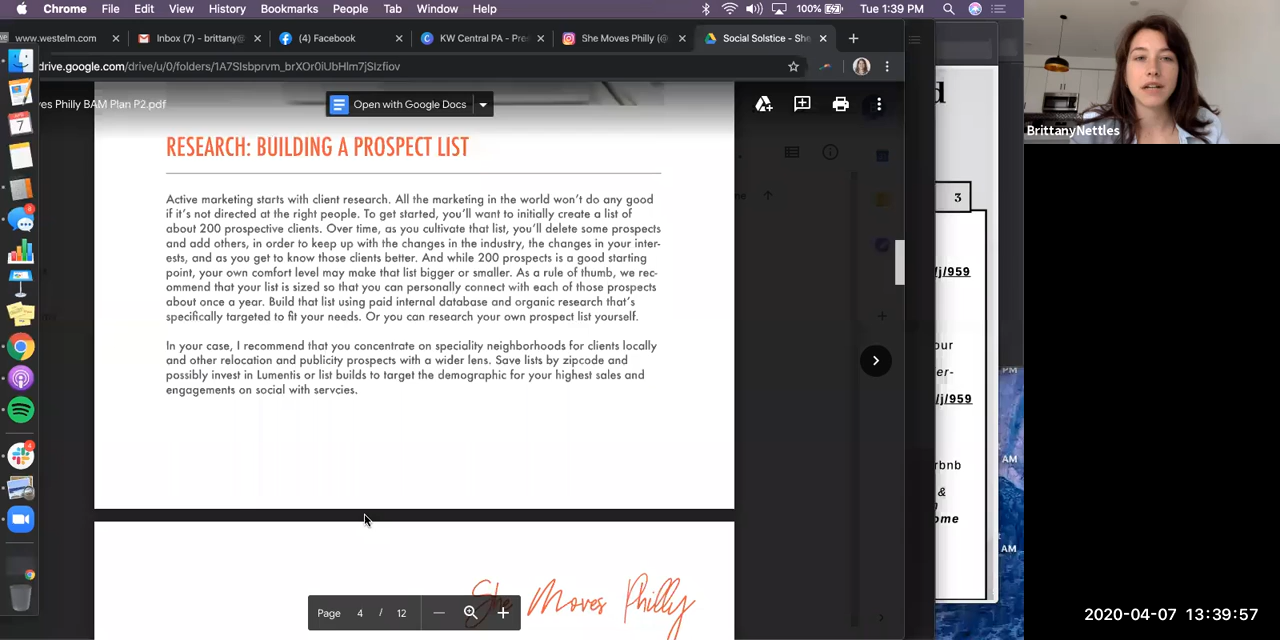 Chrome File Edit View History Bookmarks People Tab Window Help 100% Tue 1:39 PM
www.westelm.com Inbox (7) - brittany@ (4) Facebook KW Central PA - Pres She Moves Philly (@ Social Solstice - She
drive.google.com/drive/u/0/folders/1A7SIsbprvm_brXOr0iUbHlm7jSIzfiov
BrittanyNettles
ves Philly BAM Plan P2.pdf Open with Google Docs
RESEARCH: BUILDING A PROSPECT LIST
Active marketing starts with client research. All the marketing in the world won't do any good
if it's not directed at the right people. To get started, you'll want to initially create a list of
about 200 prospective clients. Over time, as you cultivate that list, you'll delete some prospects
and add others, in order to keep up with the changes in the industry, the changes in your inter-
ests, and as you get to know those clients better. And while 200 prospects is a good starting
point, your own comfort level may make that list bigger or smaller. As a rule of thumb, we rec-
ommend that your list is sized so that you can personally connect with each of those prospects
about once a year. Build that list using paid internal database and organic research that's
specifically targeted to fit your needs. Or you can research your own prospect list yourself.
In your case, I recommend that you concentrate on speciality neighborhoods for clients locally
and other relocation and publicity prospects with a wider lens. Save lists by zipcode and
possibly invest in Lumentis or list builds to target the demographic for your highest sales and
engagements on social with servcies.
d
3
/j/959
our
er-
/j/959
rbnb
&
ome
PM
AM
AM
She Moves Philly
Page 4 / 12
2020-04-07 13:39:57